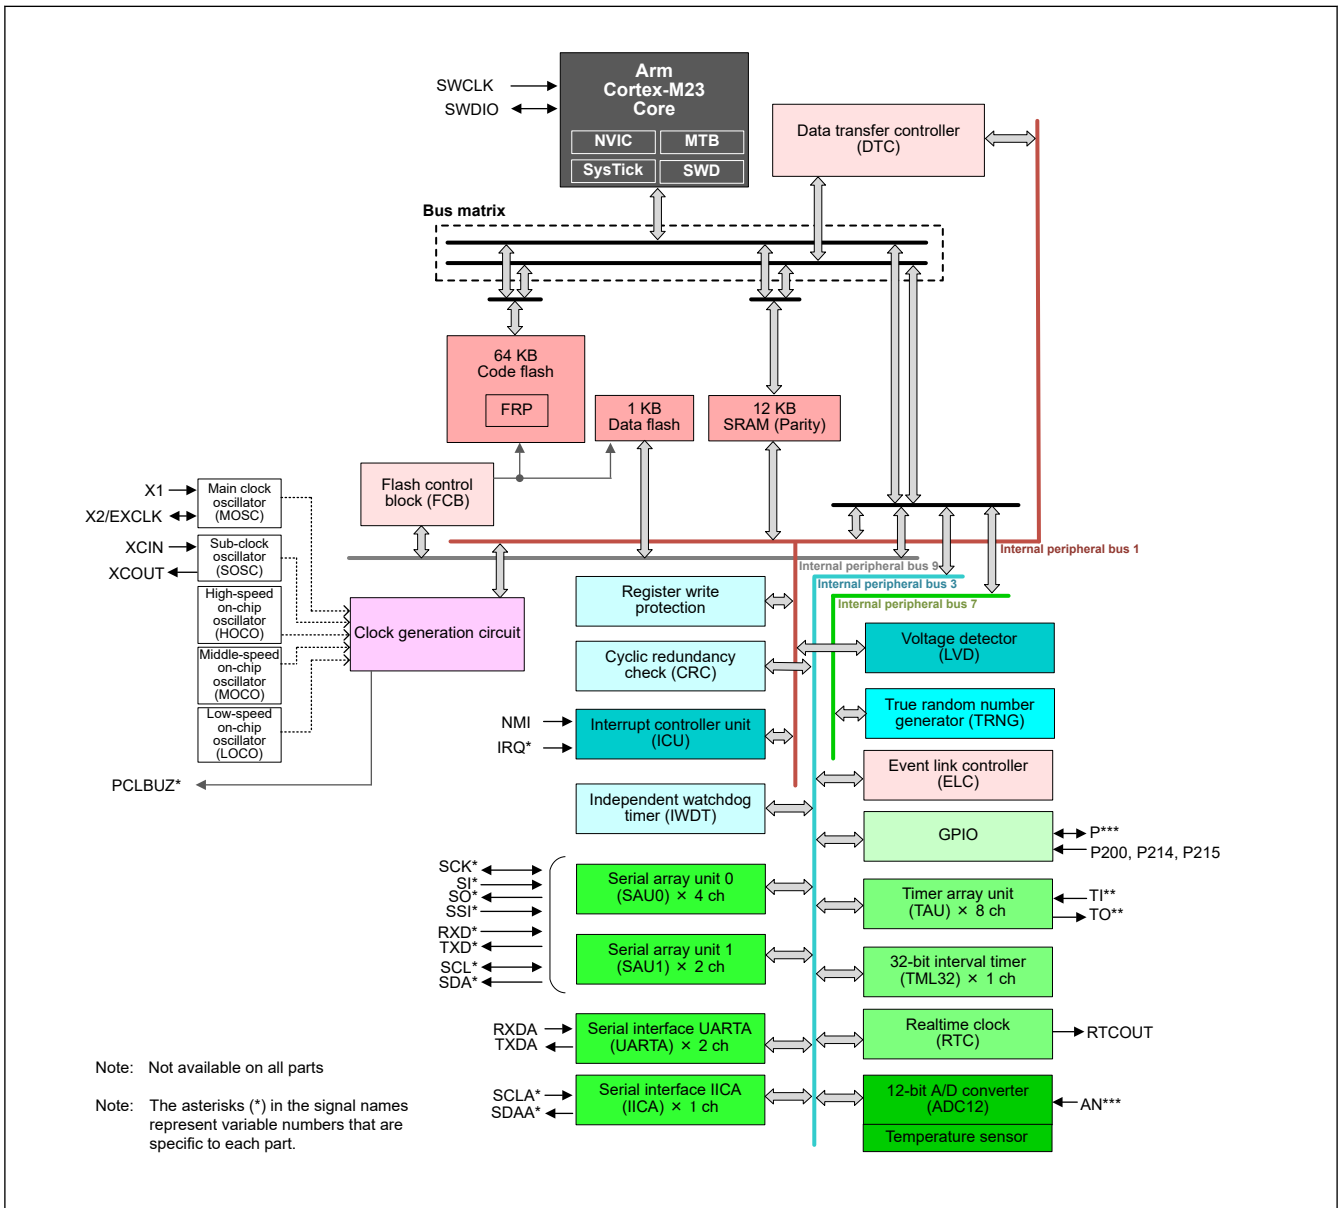 Arm
Cortex-M23
Core
NVIC
MTB
SysTick
SWD
SWCLK
SWDIO
Data transfer controller
(DTC)
Bus matrix
64 KB
Code flash
FRP
1 KB
Data flash
12 KB
SRAM (Parity)
Flash control
block (FCB)
X1
X2/EXCLK
XCIN
XCOUT
Main clock
oscillator
(MOSC)
Sub-clock
oscillator
(SOSC)
High-speed
on-chip
oscillator
(HOCO)
Middle-speed
on-chip
oscillator
(MOCO)
Low-speed
on-chip
oscillator
(LOCO)
Clock generation circuit
PCLBUZ*
Internal peripheral bus 1
Internal peripheral bus 9
Internal peripheral bus 3
Internal peripheral bus 7
Register write
protection
Cyclic redundancy
check (CRC)
NMI
IRQ*
Interrupt controller unit
(ICU)
Independent watchdog
timer (IWDT)
SCK*
SI*
SO*
SSI*
RXD*
TXD*
SCL*
SDA*
Serial array unit 0
(SAU0) × 4 ch
Serial array unit 1
(SAU1) × 2 ch
RXDA
TXDA
Serial interface UARTA
(UARTA) × 2 ch
SCLA*
SDAA*
Serial interface IICA
(IICA) × 1 ch
Voltage detector
(LVD)
True random number
generator (TRNG)
Event link controller
(ELC)
GPIO
P***
P200, P214, P215
Timer array unit
(TAU) × 8 ch
TI**
TO**
32-bit interval timer
(TML32) × 1 ch
Realtime clock
(RTC)
RTCOUT
12-bit A/D converter
(ADC12)
AN***
Temperature sensor
Note: Not available on all parts
Note: The asterisks (*) in the signal names
represent variable numbers that are
specific to each part.